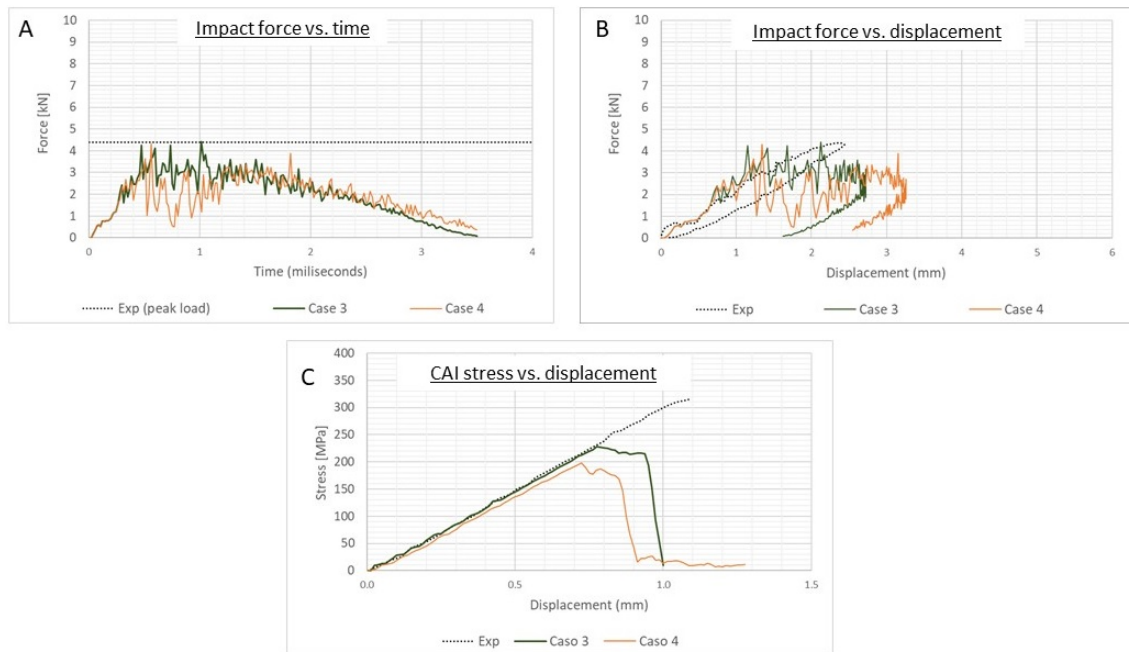 A
Impact force vs. time
10
9
8
7
6
5
4
3
2
1
0
Force [kN]
0 1 2 3 4
Time (miliseconds)
Exp (peak load) Case 3 Case 4
B
Impact force vs. displacement
10
9
8
7
6
5
4
3
2
1
0
Force [kN]
0 1 2 3 4 5 6
Displacement (mm)
Exp Case 3 Case 4
C
CAI stress vs. displacement
400
350
300
250
200
150
100
50
0
Stress [MPa]
0.0 0.5 1.0 1.5
Displacement (mm)
Exp Caso 3 Caso 4